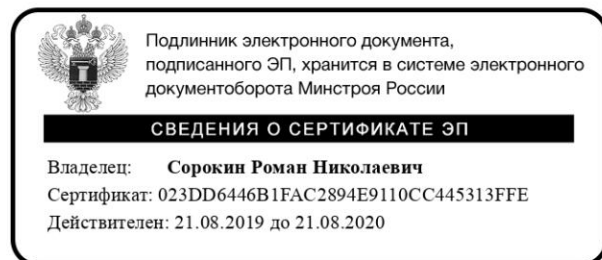 Подлинник электронного документа,
подписанного ЭП, хранится в системе электронного
документоборота Минстроя России
СВЕДЕНИЯ О СЕРТИФИКАТЕ ЭП
Владелец: Сорокин Роман Николаевич
Сертификат: 023DD6446B1FAC2894E9110CC445313FFE
Действителен: 21.08.2019 до 21.08.2020